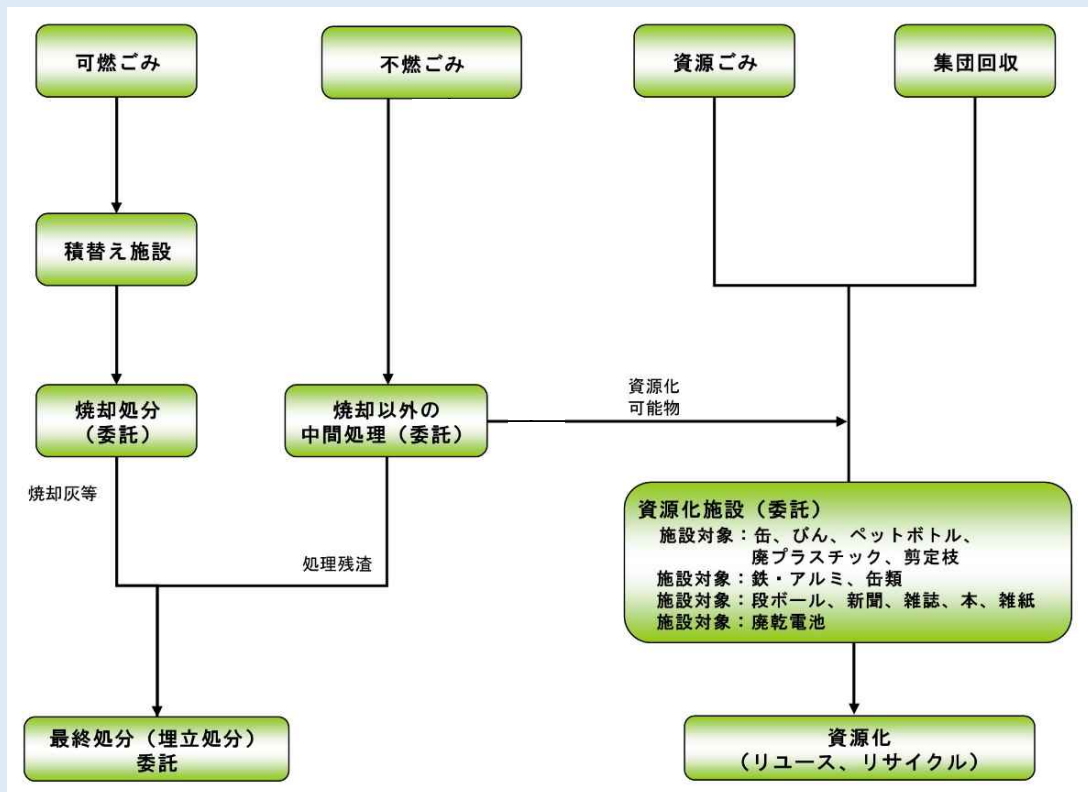 可燃ごみ
不燃ごみ
資源ごみ
集団回収
積替え施設
焼却処分
（委託）
焼却以外の
中間処理（委託）
資源化
可能物
焼却灰等
処理残渣
資源化施設（委託）
施設対象：缶、びん、ペットボトル、
廃プラスチック、剪定枝
施設対象：鉄・アルミ、缶類
施設対象：段ボール、新聞、雑誌、本、雑紙
施設対象：廃乾電池
最終処分（埋立処分）
委託
資源化
（リユース、リサイクル）